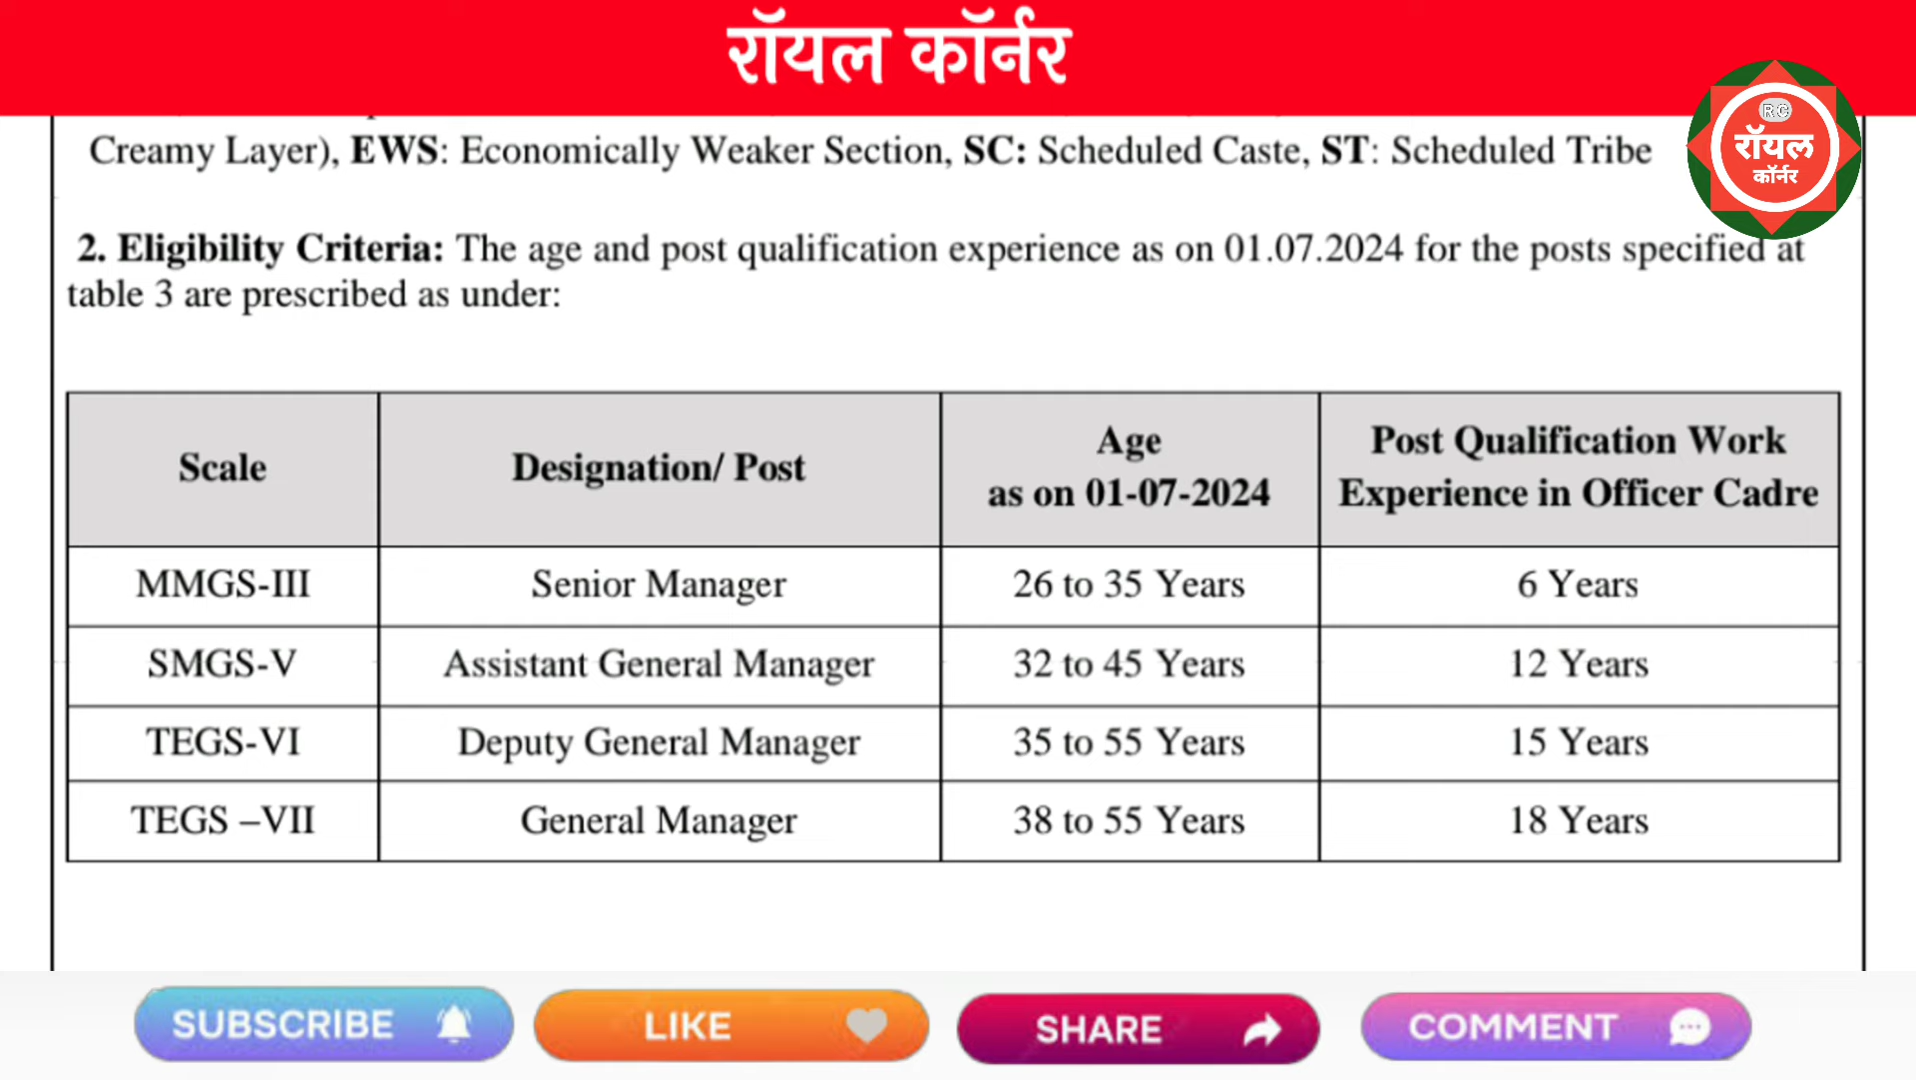 रॉयल कॉर्नर
RC
रॉयल
कॉर्नर
Creamy Layer), EWS: Economically Weaker Section, SC: Scheduled Caste, ST: Scheduled Tribe
2. Eligibility Criteria: The age and post qualification experience as on 01.07.2024 for the posts specified at
table 3 are prescribed as under:
Scale Designation/ Post Age as on 01-07-2024 Post Qualification Work Experience in Officer Cadre
MMGS-III Senior Manager 26 to 35 Years 6 Years
SMGS-V Assistant General Manager 32 to 45 Years 12 Years
TEGS-VI Deputy General Manager 35 to 55 Years 15 Years
TEGS –VII General Manager 38 to 55 Years 18 Years
SUBSCRIBE LIKE SHARE COMMENT